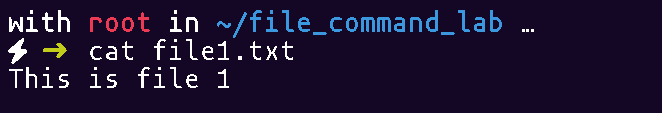 with root in ~/file_command_lab …
⚡ ➜ cat file1.txt
This is file 1